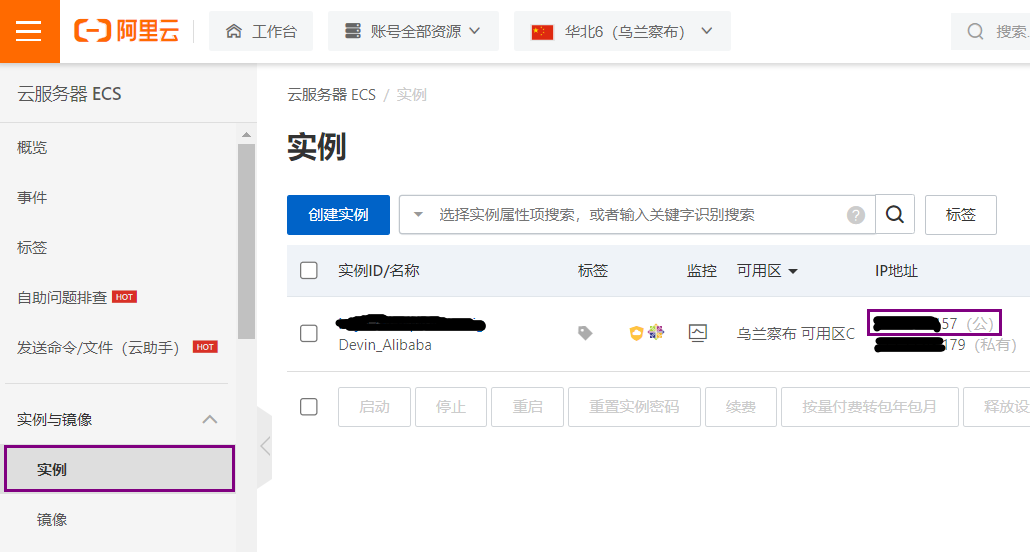 阿里云
工作台
账号全部资源
华北6（乌兰察布）
搜索
云服务器 ECS
概览
事件
标签
自助问题排查 HOT
发送命令/文件（云助手） HOT
实例与镜像
实例
镜像
云服务器 ECS / 实例
实例
创建实例
选择实例属性项搜索，或者输入关键字识别搜索
?
标签
实例ID/名称 标签 监控 可用区 IP地址
57（公）
Devin_Alibaba 乌兰察布 可用区C
179（私有）
启动 停止 重启 重置实例密码 续费 按量付费转包年包月 释放设